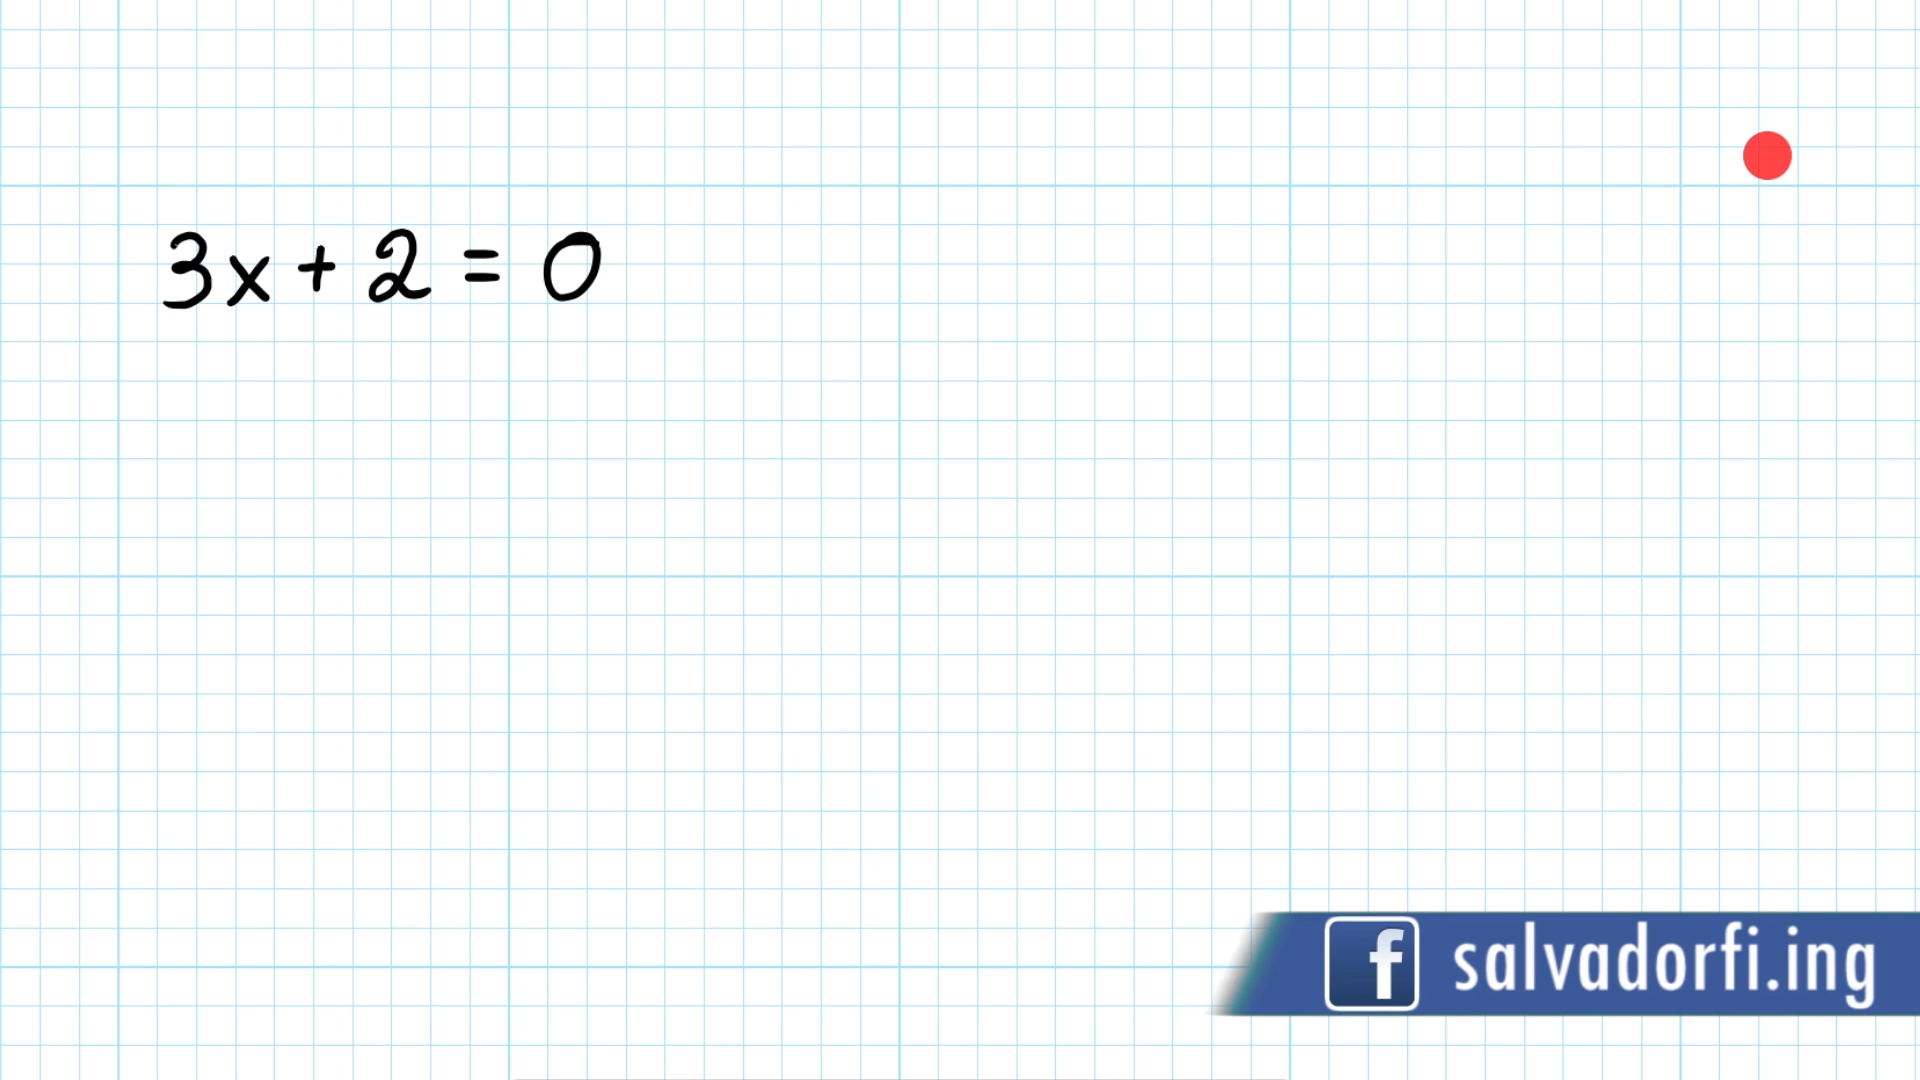 3x + 2 = 0
f salvadorfi.ing